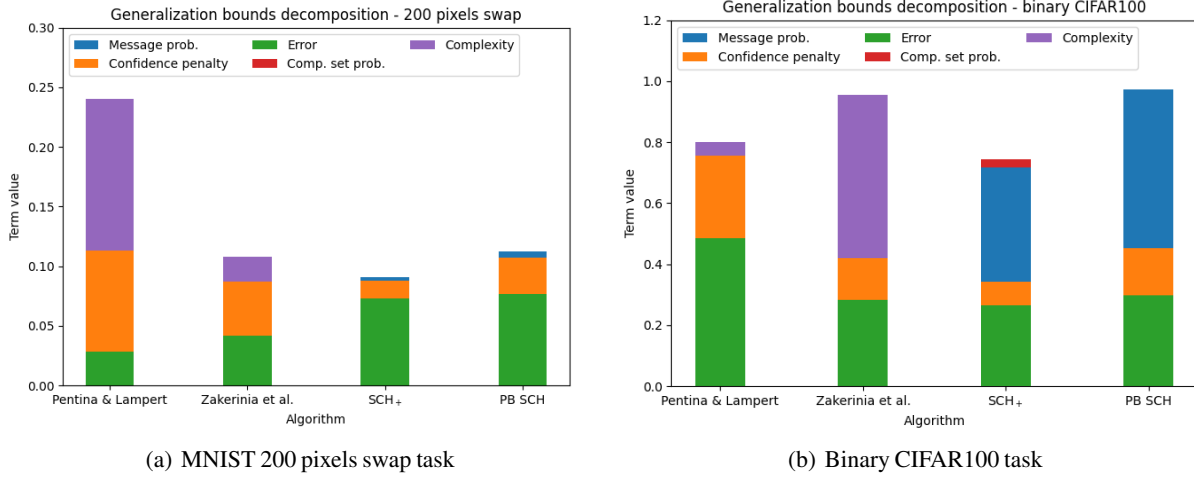 Generalization bounds decomposition - 200 pixels swap
Message prob.
Error
Complexity
Confidence penalty
Comp. set prob.
0.30
0.25
0.20
0.15
0.10
0.05
0.00
Term value
Pentina & Lampert
Zakerinia et al.
SCH+
PB SCH
Algorithm
(a) MNIST 200 pixels swap task
Generalization bounds decomposition - binary CIFAR100
Message prob.
Error
Complexity
Confidence penalty
Comp. set prob.
1.2
1.0
0.8
0.6
0.4
0.2
0.0
Term value
Pentina & Lampert
Zakerinia et al.
SCH+
PB SCH
Algorithm
(b) Binary CIFAR100 task